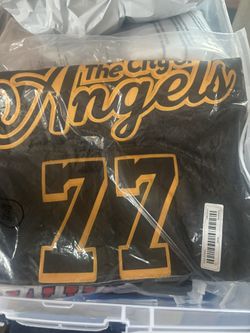 The City of
Angels
77